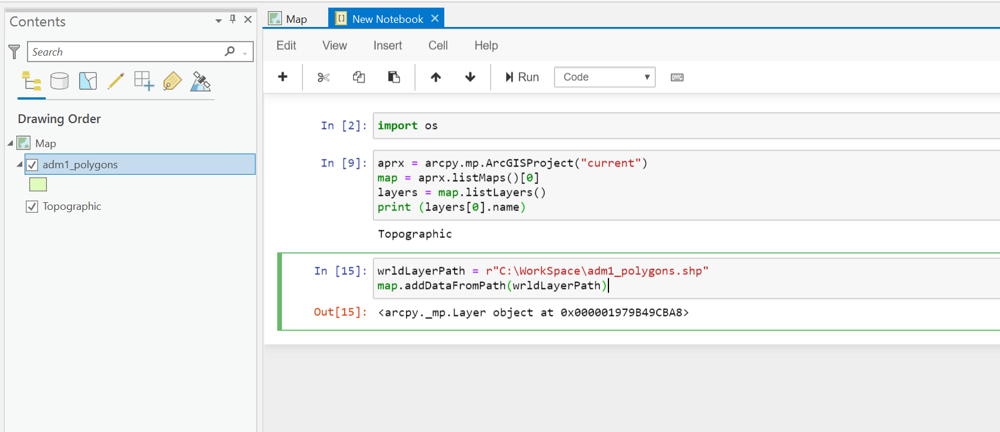 Contents
Search
Drawing Order
Map
adm1_polygons
Topographic
Map
New Notebook
Edit View Insert Cell Help
Run Code
In [2]: import os
In [9]: aprx = arcpy.mp.ArcGISProject("current")
map = aprx.listMaps()[0]
layers = map.listLayers()
print (layers[0].name)
Topographic
In [15]: wrldLayerPath = r"C:\WorkSpace\adm1_polygons.shp"
map.addDataFromPath(wrldLayerPath)
Out[15]: <arcpy._mp.Layer object at 0x000001979B49CBA8>